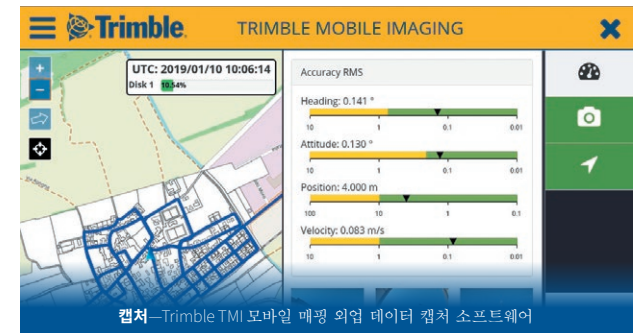 Trimble. TRIMBLE MOBILE IMAGING
UTC: 2019/01/10 10:06:14
Disk 1 10.54%
Accuracy RMS
Heading: 0.141 °
10 1 0.1 0.01
Attitude: 0.130 °
10 1 0.1 0.01
Position: 4.000 m
100 10 1 0.1
Velocity: 0.083 m/s
10 1 0.1 0.01
캡처—Trimble TMI 모바일 매핑 외업 데이터 캡처 소프트웨어